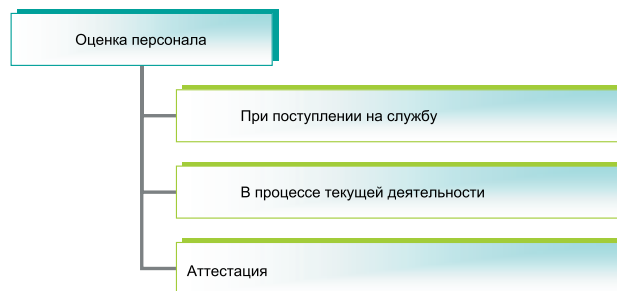 Оценка персонала
При поступлении на службу
В процессе текущей деятельности
Аттестация